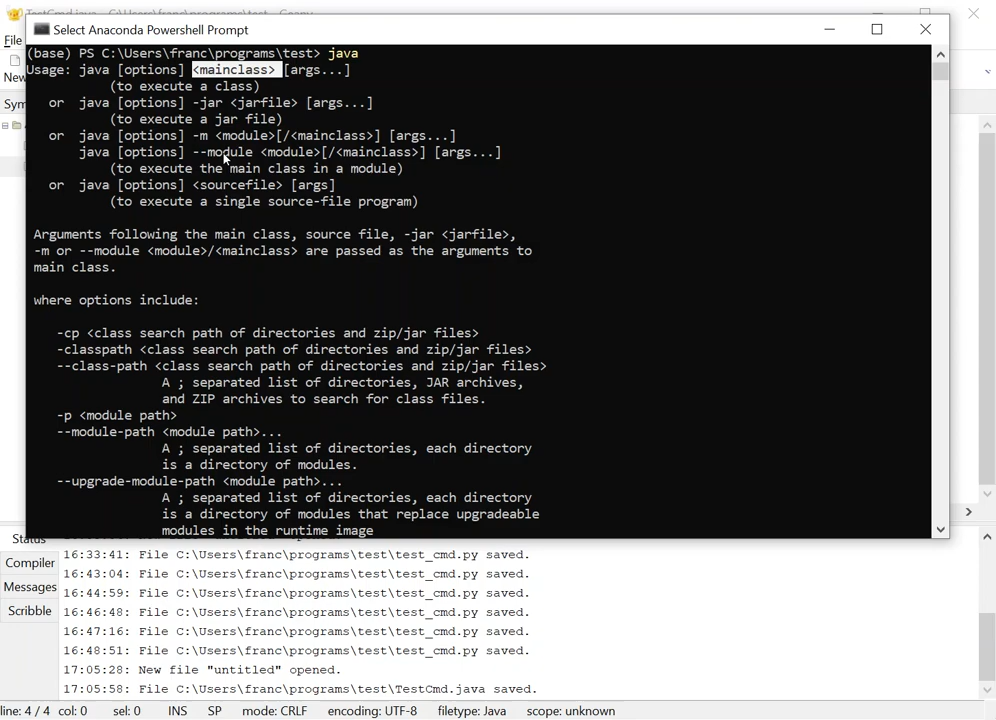 TestCmd.java - C:\Users\franc\programs\test - Geany
Select Anaconda Powershell Prompt
File
New
Sym
(base) PS C:\Users\franc\programs\test> java
Usage: java [options] <mainclass> [args...]
(to execute a class)
or java [options] -jar <jarfile> [args...]
(to execute a jar file)
or java [options] -m <module>[/<mainclass>] [args...]
java [options] --module <module>[/<mainclass>] [args...]
(to execute the main class in a module)
or java [options] <sourcefile> [args]
(to execute a single source-file program)
Arguments following the main class, source file, -jar <jarfile>,
-m or --module <module>/<mainclass> are passed as the arguments to
main class.
where options include:
-cp <class search path of directories and zip/jar files>
-classpath <class search path of directories and zip/jar files>
--class-path <class search path of directories and zip/jar files>
A ; separated list of directories, JAR archives,
and ZIP archives to search for class files.
-p <module path>
--module-path <module path>...
A ; separated list of directories, each directory
is a directory of modules.
--upgrade-module-path <module path>...
A ; separated list of directories, each directory
is a directory of modules that replace upgradeable
modules in the runtime image
Status
Compiler
Messages
Scribble
16:33:41: File C:\Users\franc\programs\test\test_cmd.py saved.
16:43:04: File C:\Users\franc\programs\test\test_cmd.py saved.
16:44:59: File C:\Users\franc\programs\test\test_cmd.py saved.
16:46:48: File C:\Users\franc\programs\test\test_cmd.py saved.
16:47:16: File C:\Users\franc\programs\test\test_cmd.py saved.
16:48:51: File C:\Users\franc\programs\test\test_cmd.py saved.
17:05:28: New file "untitled" opened.
17:05:58: File C:\Users\franc\programs\test\TestCmd.java saved.
line: 4 / 4 col: 0 sel: 0 INS SP mode: CRLF encoding: UTF-8 filetype: Java scope: unknown